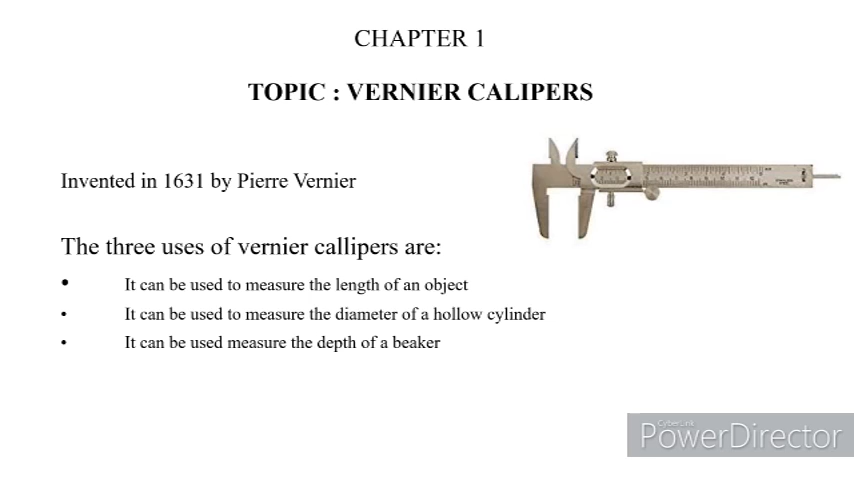 CHAPTER 1
TOPIC : VERNIER CALIPERS
Invented in 1631 by Pierre Vernier
The three uses of vernier callipers are:
• It can be used to measure the length of an object
• It can be used to measure the diameter of a hollow cylinder
• It can be used measure the depth of a beaker
CyberLink
PowerDirector